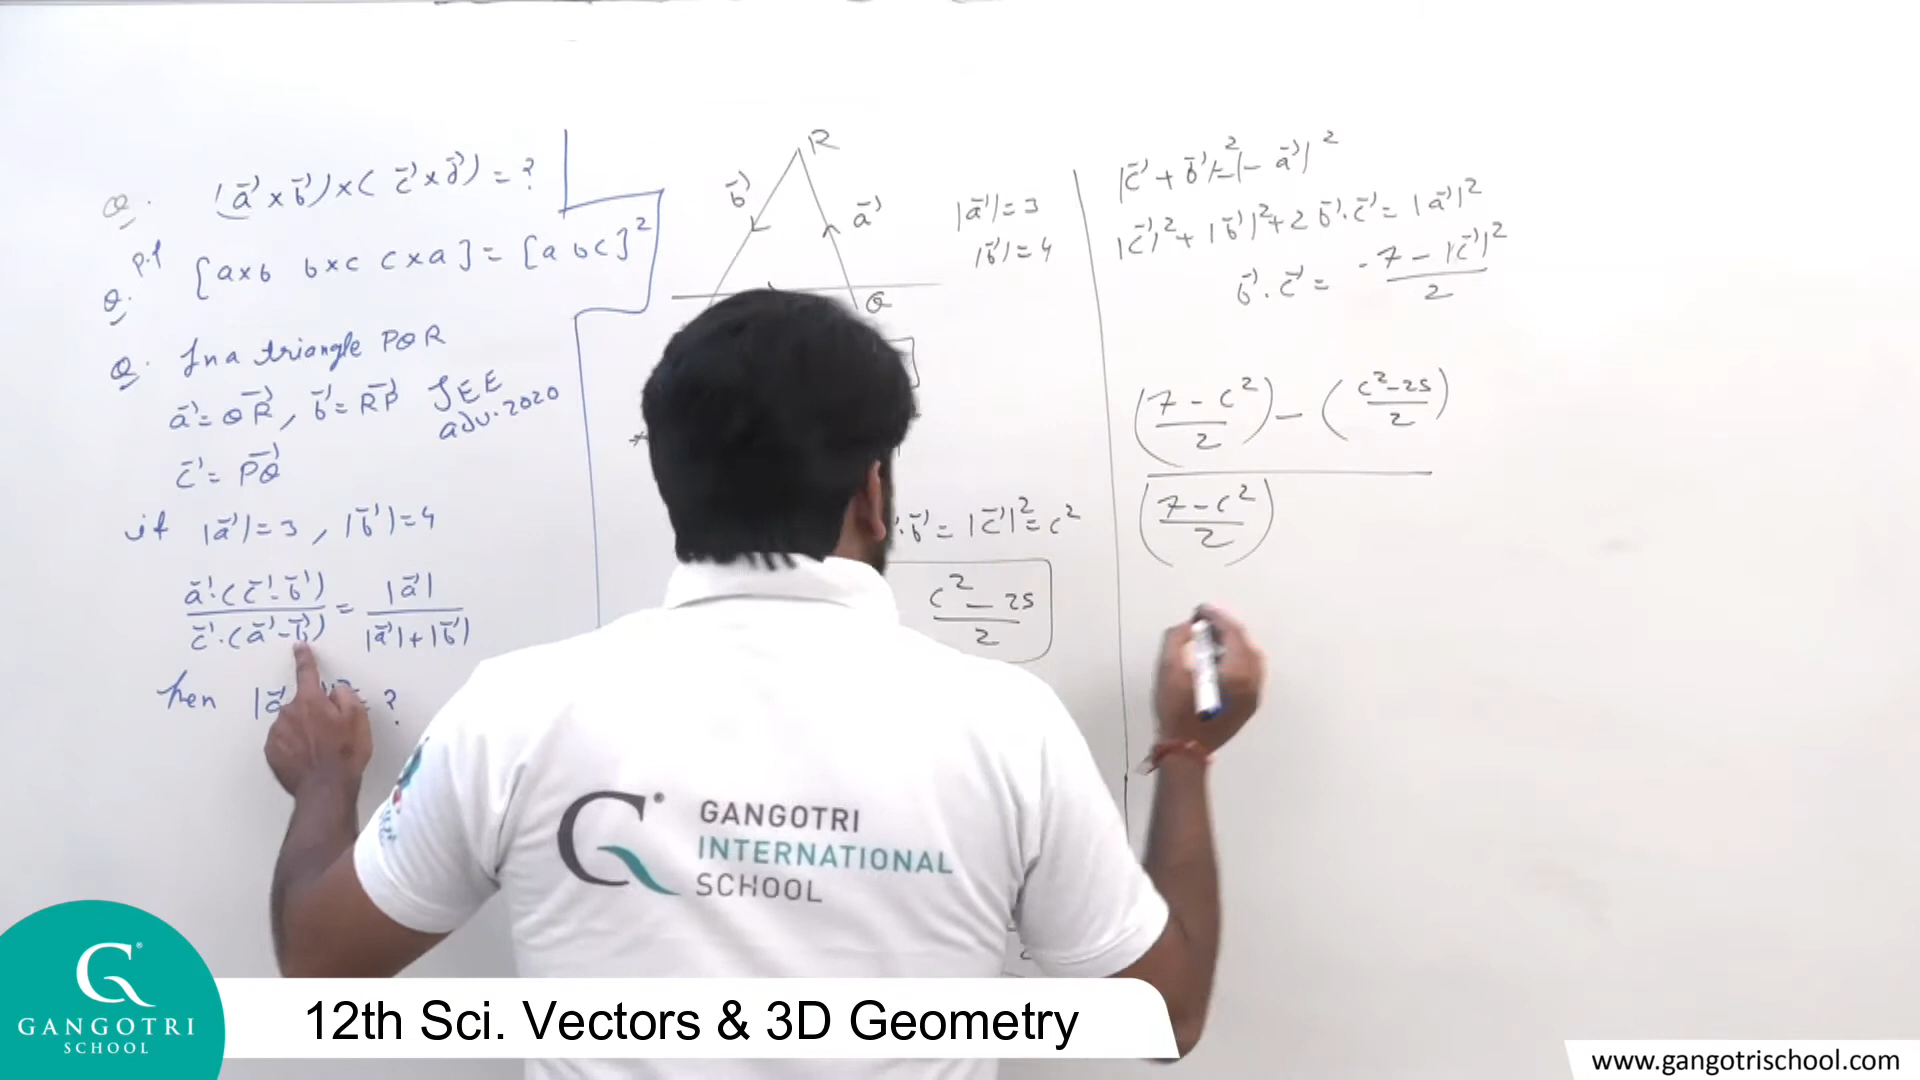 Q. (a⃗ × b⃗) × (c⃗ × d⃗) = ?
Q. p.t [a×b b×c c×a] = [a b c]²
Q. In a triangle PQR
a⃗ = QR⃗, b⃗ = RP⃗ JEE
adv. 2020
c⃗ = PQ⃗
if |a⃗| = 3, |b⃗| = 4
a⃗·(c⃗-b⃗) / c⃗·(a⃗-b⃗) = |a⃗| / |a⃗|+|b⃗|
then |a⃗ = ?
R
b⃗
a⃗
Q
|a⃗| = 3
|b⃗| = 4
·b⃗ = |c⃗|² = c²
c² - 25 / 2
|c⃗ + b⃗|² = |- a⃗|²
|c⃗|² + |b⃗|² + 2 b⃗·c⃗ = |a⃗|²
b⃗·c⃗ = -7 - |c⃗|² / 2
(7 - c² / 2) - (c² - 25 / 2)
(7 - c² / 2)
GANGOTRI
INTERNATIONAL
SCHOOL
GANGOTRI
SCHOOL
12th Sci. Vectors & 3D Geometry
www.gangotrischool.com